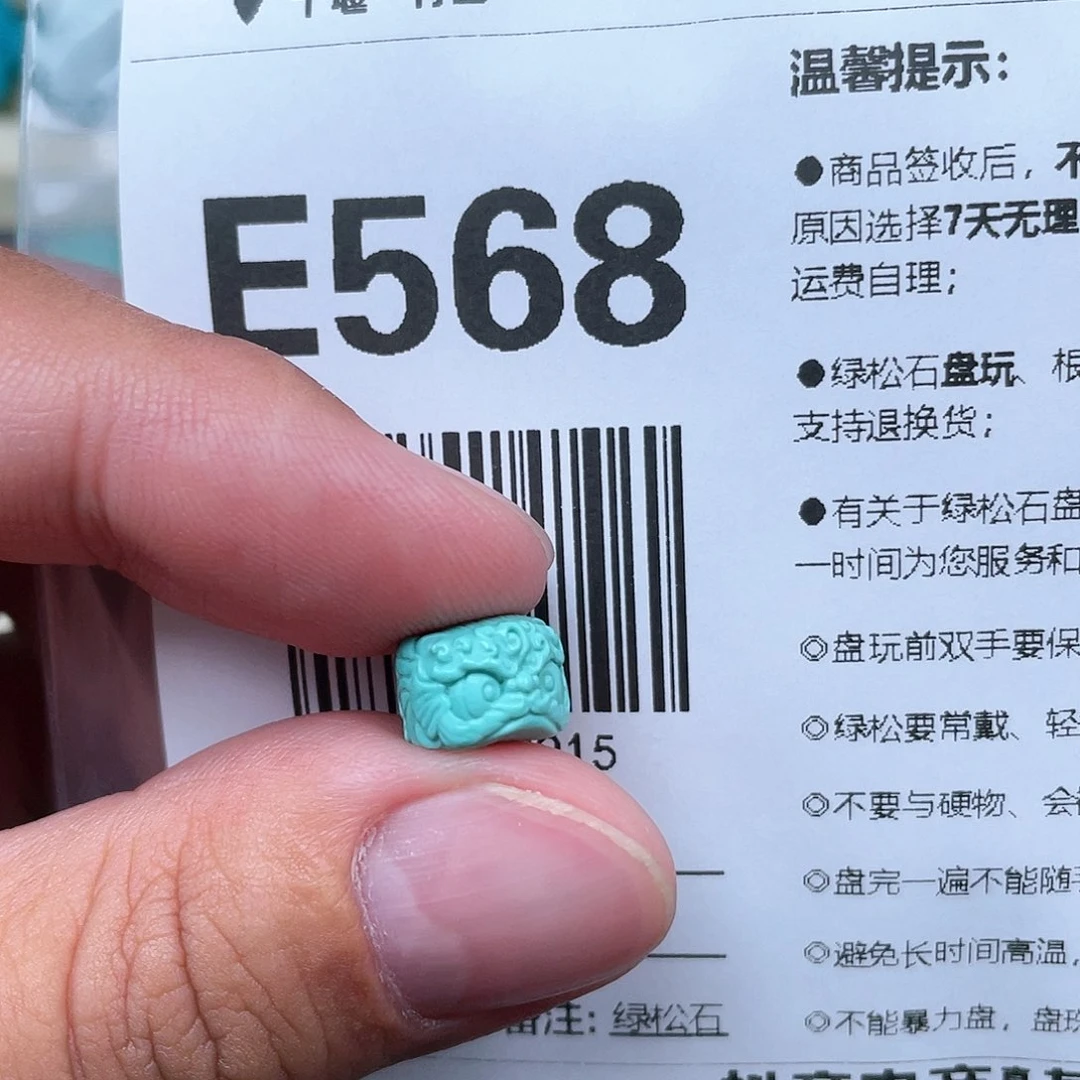 E568
915
备注: 绿松石
温馨提示:
●商品签收后，不
原因选择7天无理
运费自理；
●绿松石盘玩、根
支持退换货；
●有关于绿松石盘
一时间为您服务和
◎盘玩前双手要保
◎绿松要常戴、轻
◎不要与硬物、会
◎盘完一遍不能随手
◎避免长时间高温,
◎不能暴力盘，盘玩